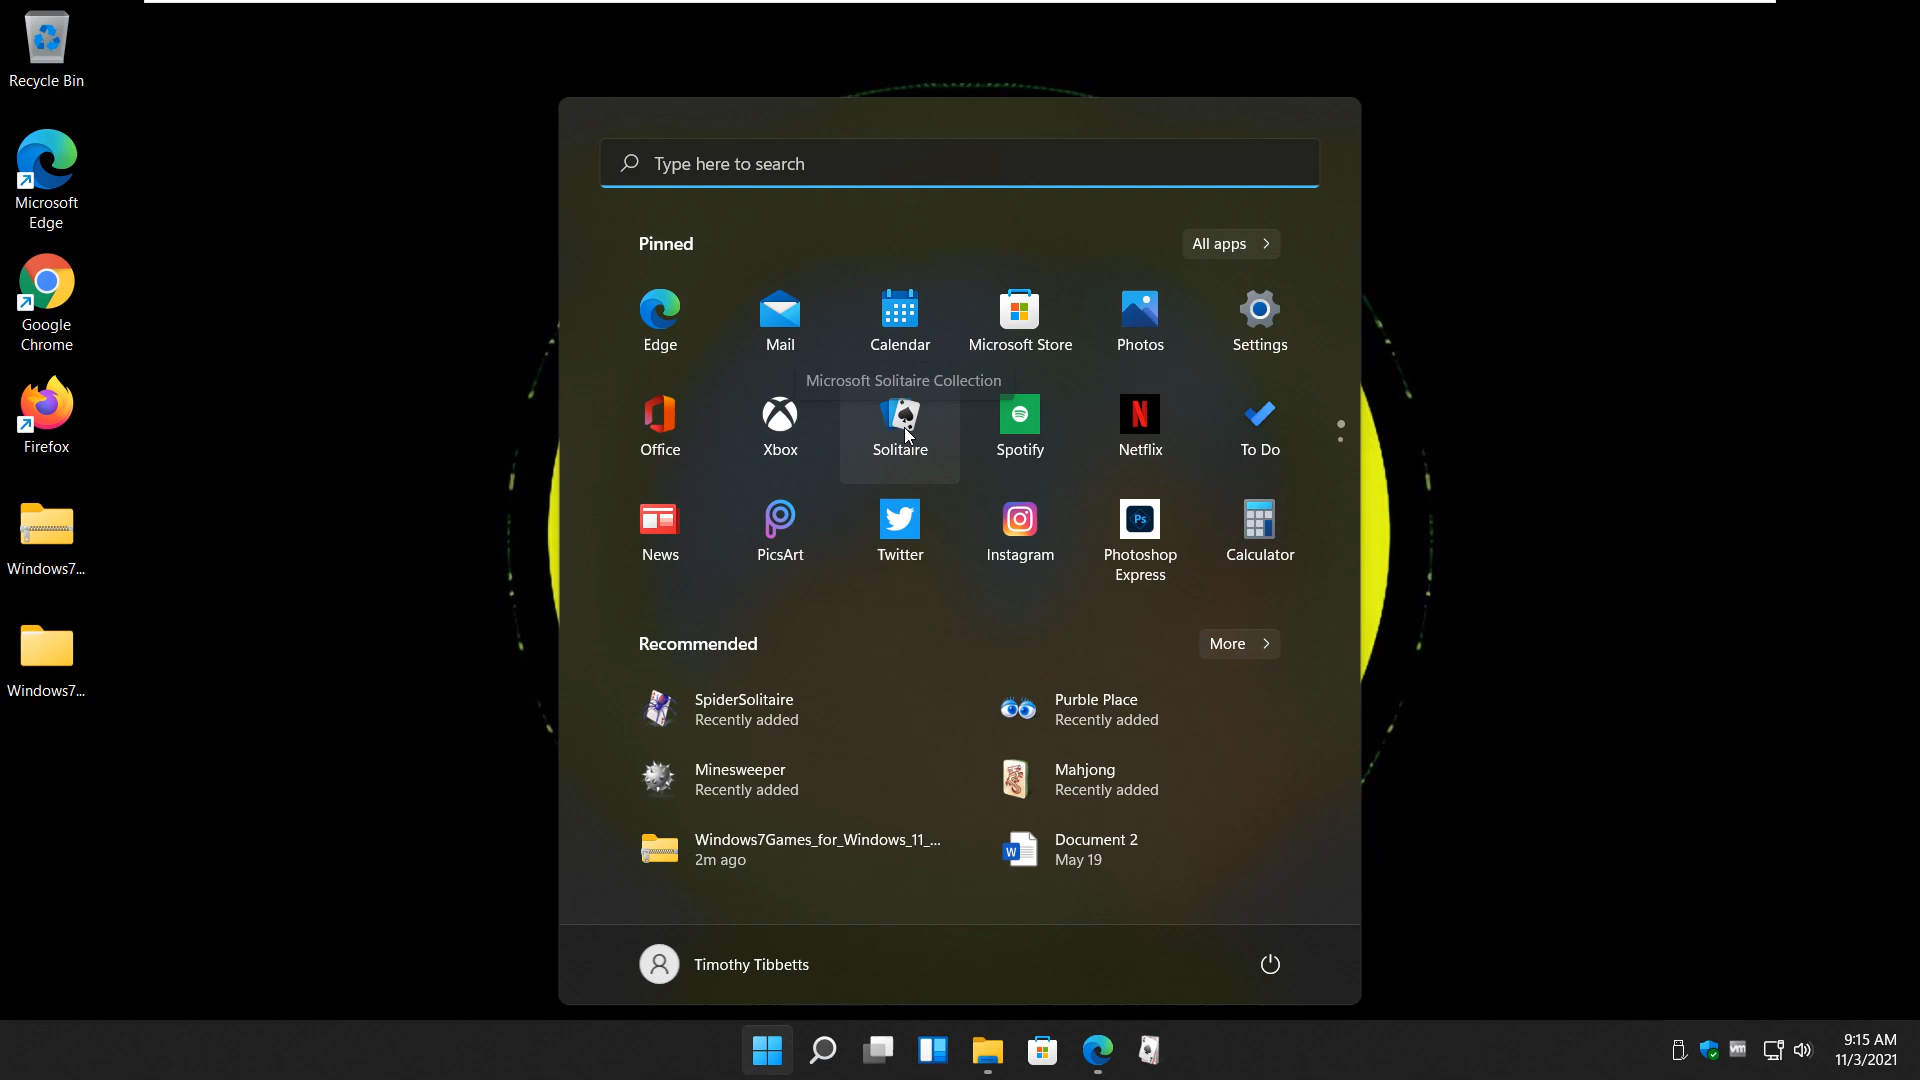 Recycle Bin
Microsoft
Edge
Google
Chrome
Firefox
Windows7...
Windows7...
Type here to search
Pinned
All apps
Edge
Mail
Calendar
Microsoft Store
Photos
Settings
Microsoft Solitaire Collection
Office
Xbox
Solitaire
Spotify
Netflix
To Do
News
PicsArt
Twitter
Instagram
Ps
Photoshop
Express
Calculator
Recommended
More
SpiderSolitaire
Recently added
Purble Place
Recently added
Minesweeper
Recently added
Mahjong
Recently added
Windows7Games_for_Windows_11_...
2m ago
W
Document 2
May 19
Timothy Tibbetts
vm
9:15 AM
11/3/2021